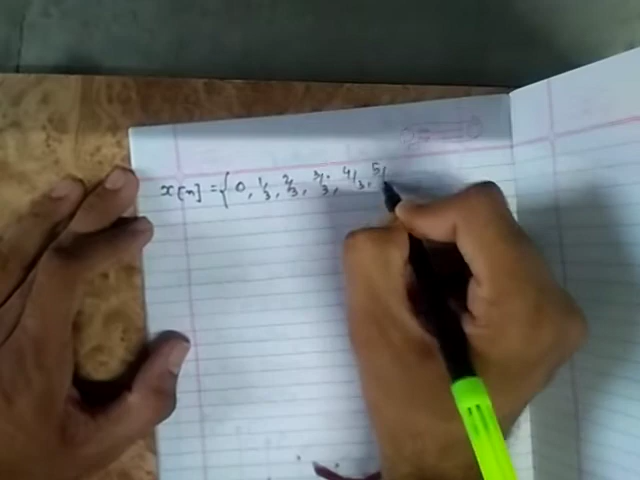 x[n] = { 0, 1/3, 2/3, 3/3, 4/3, 5/